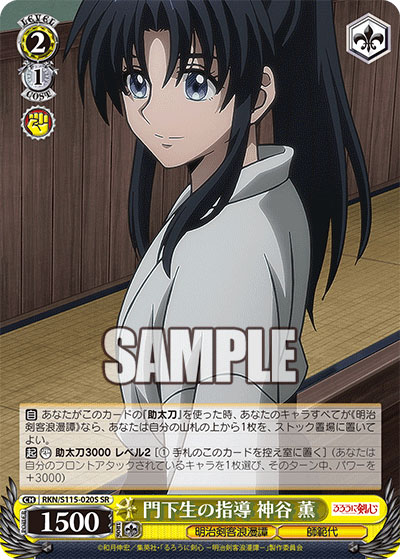 LEVEL
2
1
COST
SAMPLE
【自】 あなたがこのカードの『助太刀』を使った時、あなたのキャラすべてが《明治
剣客浪漫譚》なら、あなたは自分の山札の上から1枚を、ストック置場に置いて
よい。
【起】 助太刀3000 レベル2 [① 手札のこのカードを控え室に置く] (あなたは
自分のフロントアタックされているキャラを1枚選び、そのターン中、パワーを
+3000)
CH RKN/S115-020S SR
門下生の指導 神谷 薫
るろうに剣心
1500
明治剣客浪漫譚 師範代
©和月伸宏／集英社・「るろうに剣心 －明治剣客浪漫譚－」製作委員会